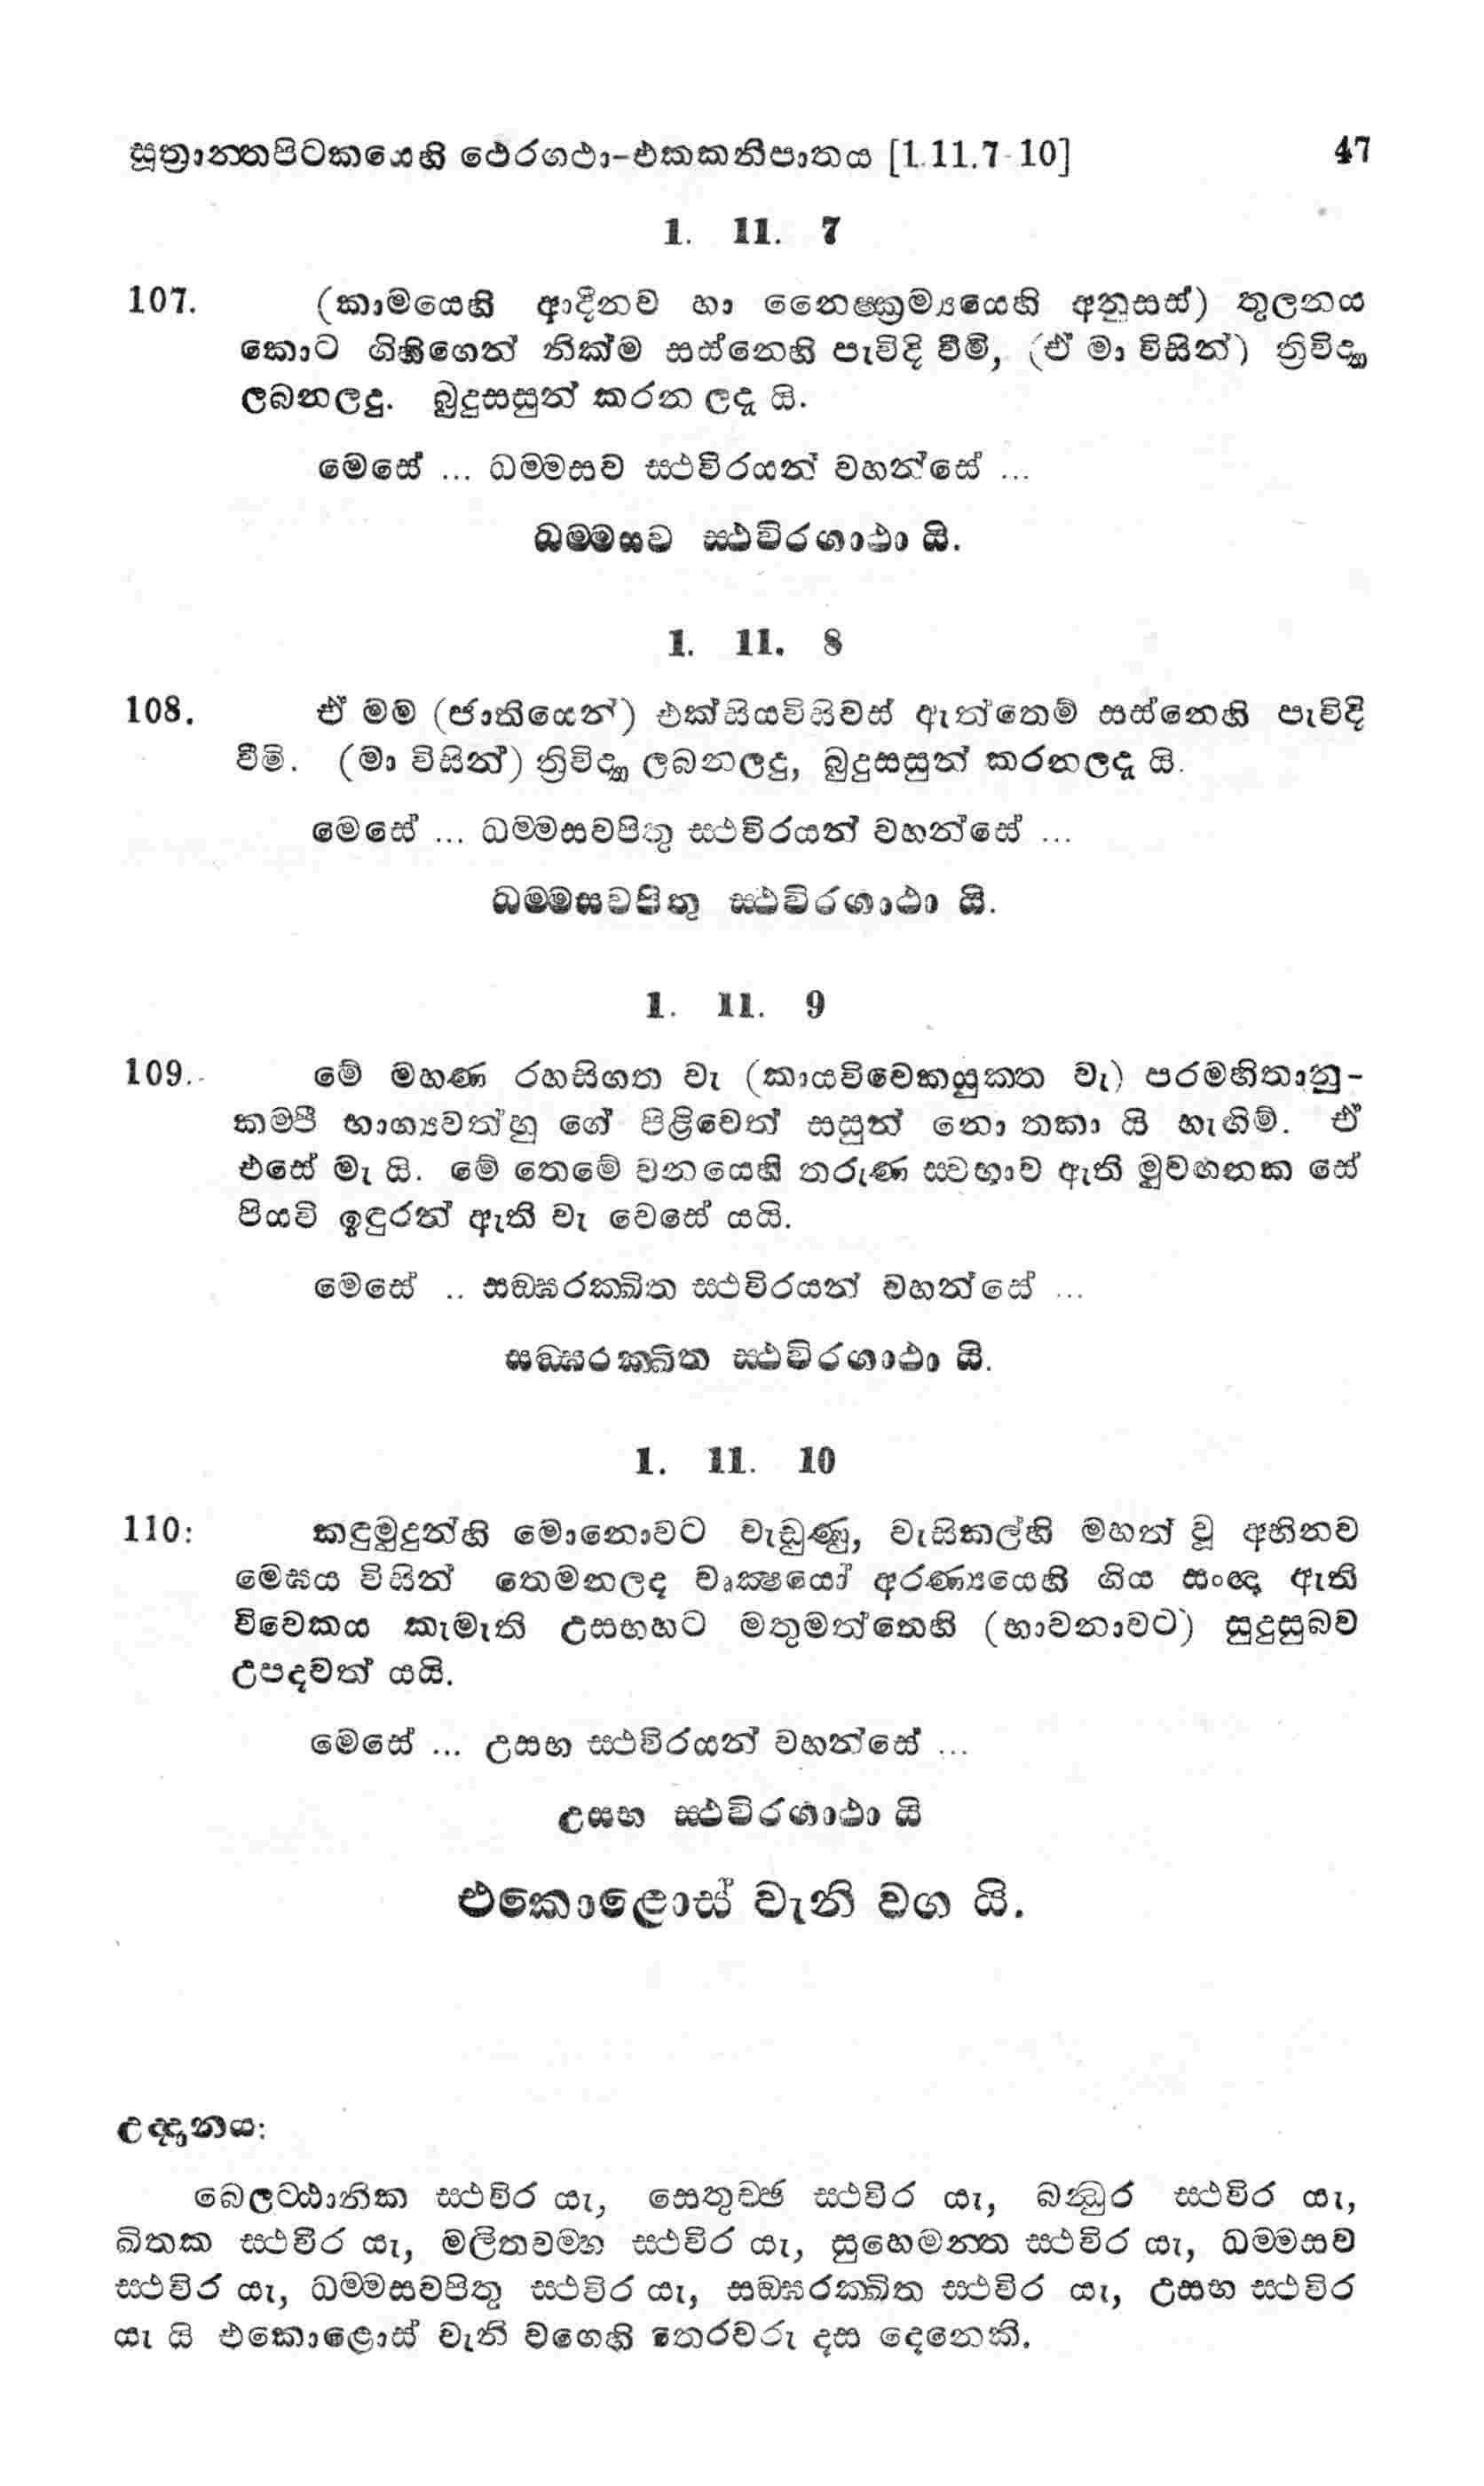 සූත්‍රාන්තපිටකයෙහි ථෙරගථා-එකකනිපාතය [1.11.7-10] 47
1. 11. 7
107. (කාමයෙහි ආදීනව හා නෛෂ්ක්‍රම්‍යයෙහි අනුසස්) තුලනය
කොට ගිහිගෙන් නික්ම සස්නෙහි පැවිදි වීමි, (ඒ මා විසින්) ත්‍රිවිද්‍යා
ලබනලදු. බුදුසසුන් කරන ලදැ යි.
මෙසේ ... ධම්මසව ස්ථවිරයන් වහන්සේ ...
ධම්මසව ස්ථවිරගාථා යි.
1. 11. 8
108. ඒ මම (ජාතියෙන්) එක්සියවිසිවස් ඇත්තෙම් සස්නෙහි පැවිදි
වීමි. (මා විසින්) ත්‍රිවිද්‍යා ලබනලදු, බුදුසසුන් කරනලදැ යි.
මෙසේ ... ධම්මසවපිතු ස්ථවිරයන් වහන්සේ ...
ධම්මසවපිතු ස්ථවිරගාථා යි.
1. 11. 9
109. මේ මහණ රහසිගත වැ (කායවිවෙකයුක්ත වැ) පරමහිතානු-
කම්පී භාග්‍යවත්හු ගේ පිළිවෙත් සසුන් නො තකා යි හැඟිම්. ඒ
එසේ මැ යි. මේ තෙමේ වනයෙහි තරුණ ස්වභාව ඇති මුවඟනක සේ
පියවි ඉඳුරන් ඇති වැ වෙසේ යයි.
මෙසේ .. සඞ්ඝරක්ඛිත ස්ථවිරයන් වහන්සේ ...
සඞ්ඝරක්ඛිත ස්ථවිරගාථා යි.
1. 11. 10
110: කඳුමුදුන්හි මොනොවට වැඩුණු, වැසිකල්හි මහත් වූ අභිනව
මෙඝය විසින් තෙමනලද වෘක්ෂයෝ අරණ්‍යයෙහි ගිය සංඥා ඇති
විවෙකය කැමැති උසභහට මතුමත්තෙහි (භාවනාවට) සුදුසුබව
උපදවත් යයි.
මෙසේ ... උසභ ස්ථවිරයන් වහන්සේ ...
උසභ ස්ථවිරගාථා යි
එකොළොස් වැනි වග යි.
උද්දානය:
බෙලට්ඨානික ස්ථවිර යැ, සෙතුච්ඡ ස්ථවිර යැ, බන්ධුර ස්ථවිර යැ,
ඛිතක ස්ථවිර යැ, මලිතවම්භ ස්ථවිර යැ, සුහෙමන්ත ස්ථවිර යැ, ධම්මසව
ස්ථවිර යැ, ධම්මසවපිතු ස්ථවිර යැ, සඞ්ඝරක්ඛිත ස්ථවිර යැ, උසභ ස්ථවිර
යැ යි එකොළොස් වැනි වගෙහි තෙරවරු දස දෙනෙකි.